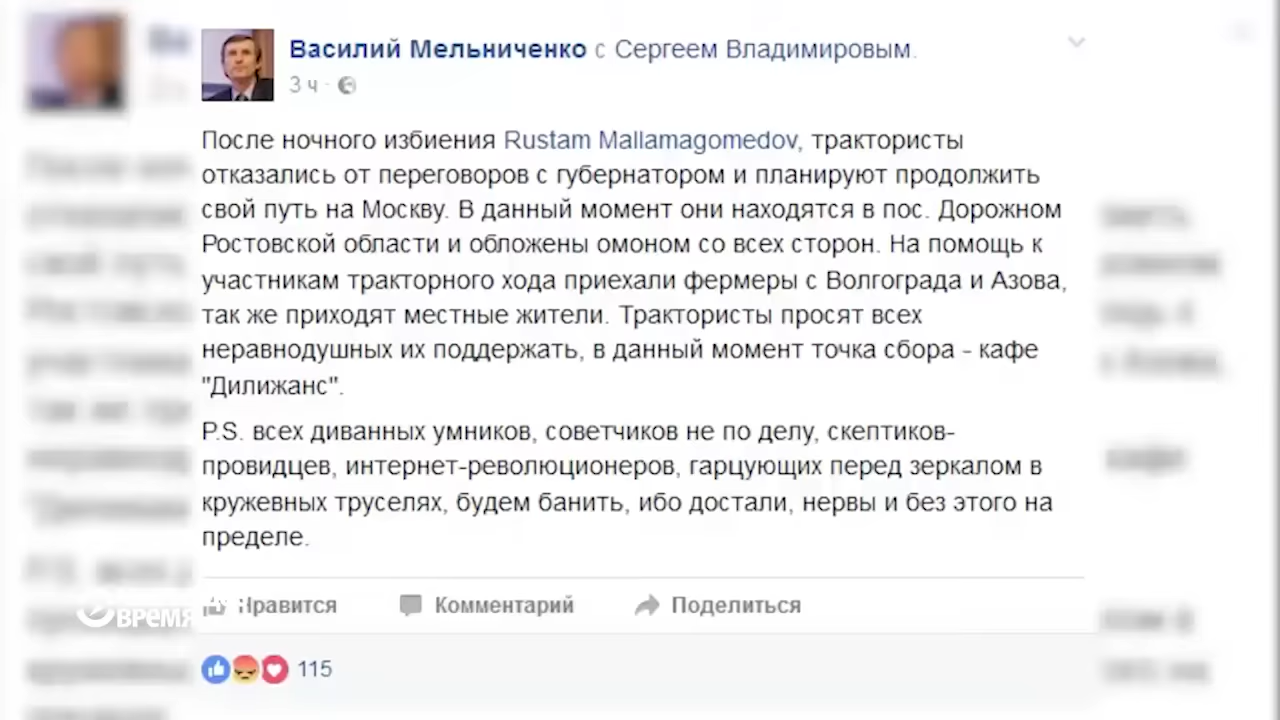 Василий Мельниченко с Сергеем Владимировым.
3 ч ·
После ночного избиения Rustam Mallamagomedov, трактористы
отказались от переговоров с губернатором и планируют продолжить
свой путь на Москву. В данный момент они находятся в пос. Дорожном
Ростовской области и обложены омоном со всех сторон. На помощь к
участникам тракторного хода приехали фермеры с Волгограда и Азова,
так же приходят местные жители. Трактористы просят всех
неравнодушных их поддержать, в данный момент точка сбора - кафе
"Дилижанс".
P.S. всех диванных умников, советчиков не по делу, скептиков-
провидцев, интернет-революционеров, гарцующих перед зеркалом в
кружевных труселях, будем банить, ибо достали, нервы и без этого на
пределе.
Нравится Комментарий Поделиться
ВРЕМЯ
115